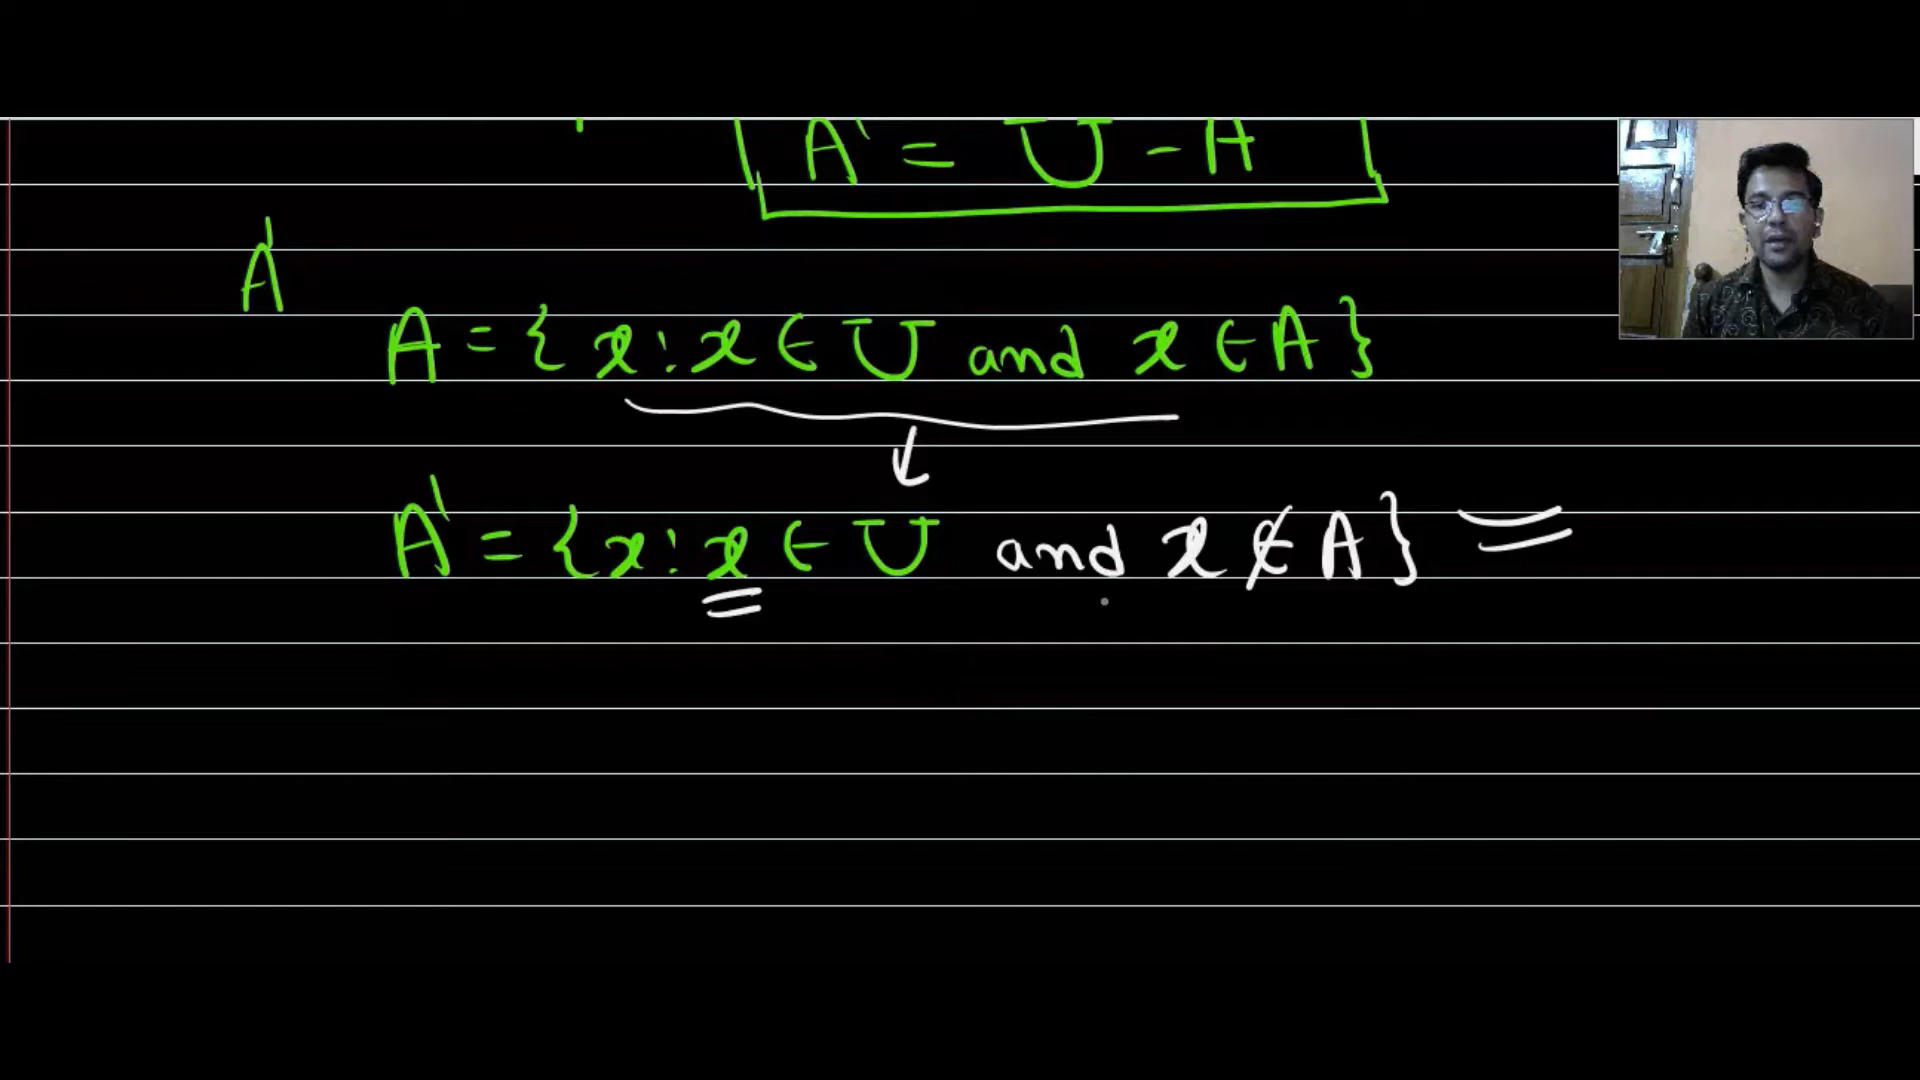 A' = U - A
A'
A = { x : x ∈ U and x ∈ A }
A' = { x : x ∈ U and x ∉ A }